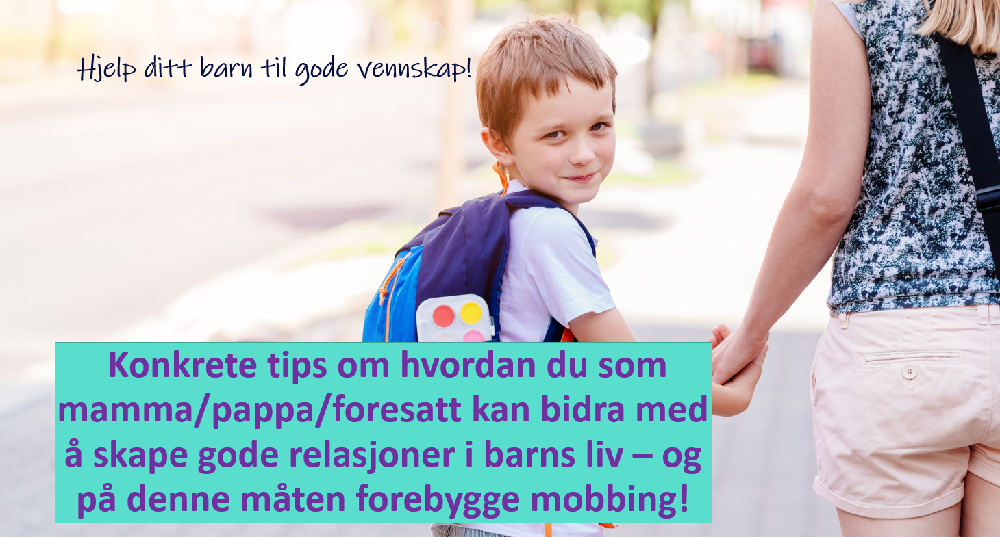 Hjelp ditt barn til gode vennskap!
Konkrete tips om hvordan du som
mamma/pappa/foresatt kan bidra med
å skape gode relasjoner i barns liv – og
på denne måten forebygge mobbing!